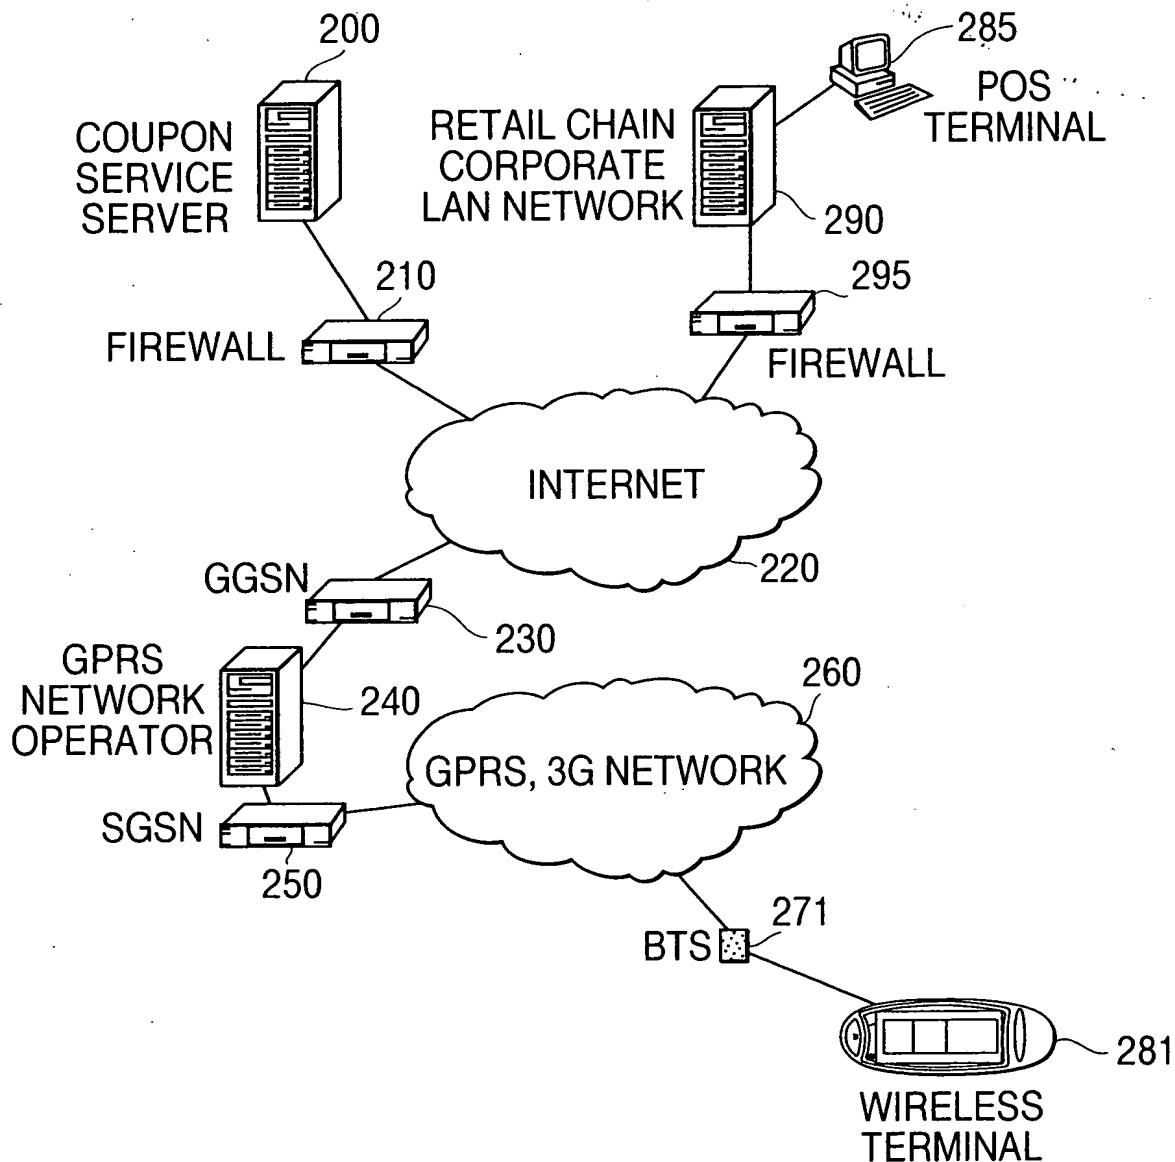 200
COUPON
SERVICE
SERVER
RETAIL CHAIN
CORPORATE
LAN NETWORK
285
POS
TERMINAL
290
210
FIREWALL
295
FIREWALL
INTERNET
220
GGSN
230
GPRS
NETWORK
OPERATOR
240
260
GPRS, 3G NETWORK
SGSN
250
271
BTS
281
WIRELESS
TERMINAL